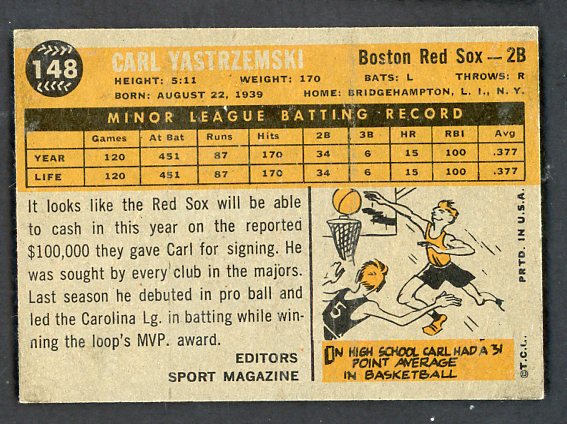 148
CARL YASTRZEMSKI
Boston Red Sox — 2B
HEIGHT: 5:11 WEIGHT: 170 BATS: L THROWS: R
BORN: AUGUST 22, 1939 HOME: BRIDGEHAMPTON, L. I., N. Y.
MINOR LEAGUE BATTING RECORD
Games At Bat Runs Hits 2B 3B HR RBI Avg
YEAR 120 451 87 170 34 6 15 100 .377
LIFE 120 451 87 170 34 6 15 100 .377
It looks like the Red Sox will be able
to cash in this year on the reported
$100,000 they gave Carl for signing. He
was sought by every club in the majors.
Last season he debuted in pro ball and
led the Carolina Lg. in batting while win-
ning the loop's MVP. award.
EDITORS
SPORT MAGAZINE
5
IN HIGH SCHOOL CARL HAD A 31
POINT AVERAGE
IN BASKETBALL
©T.C.I. PRTD. IN U.S.A.